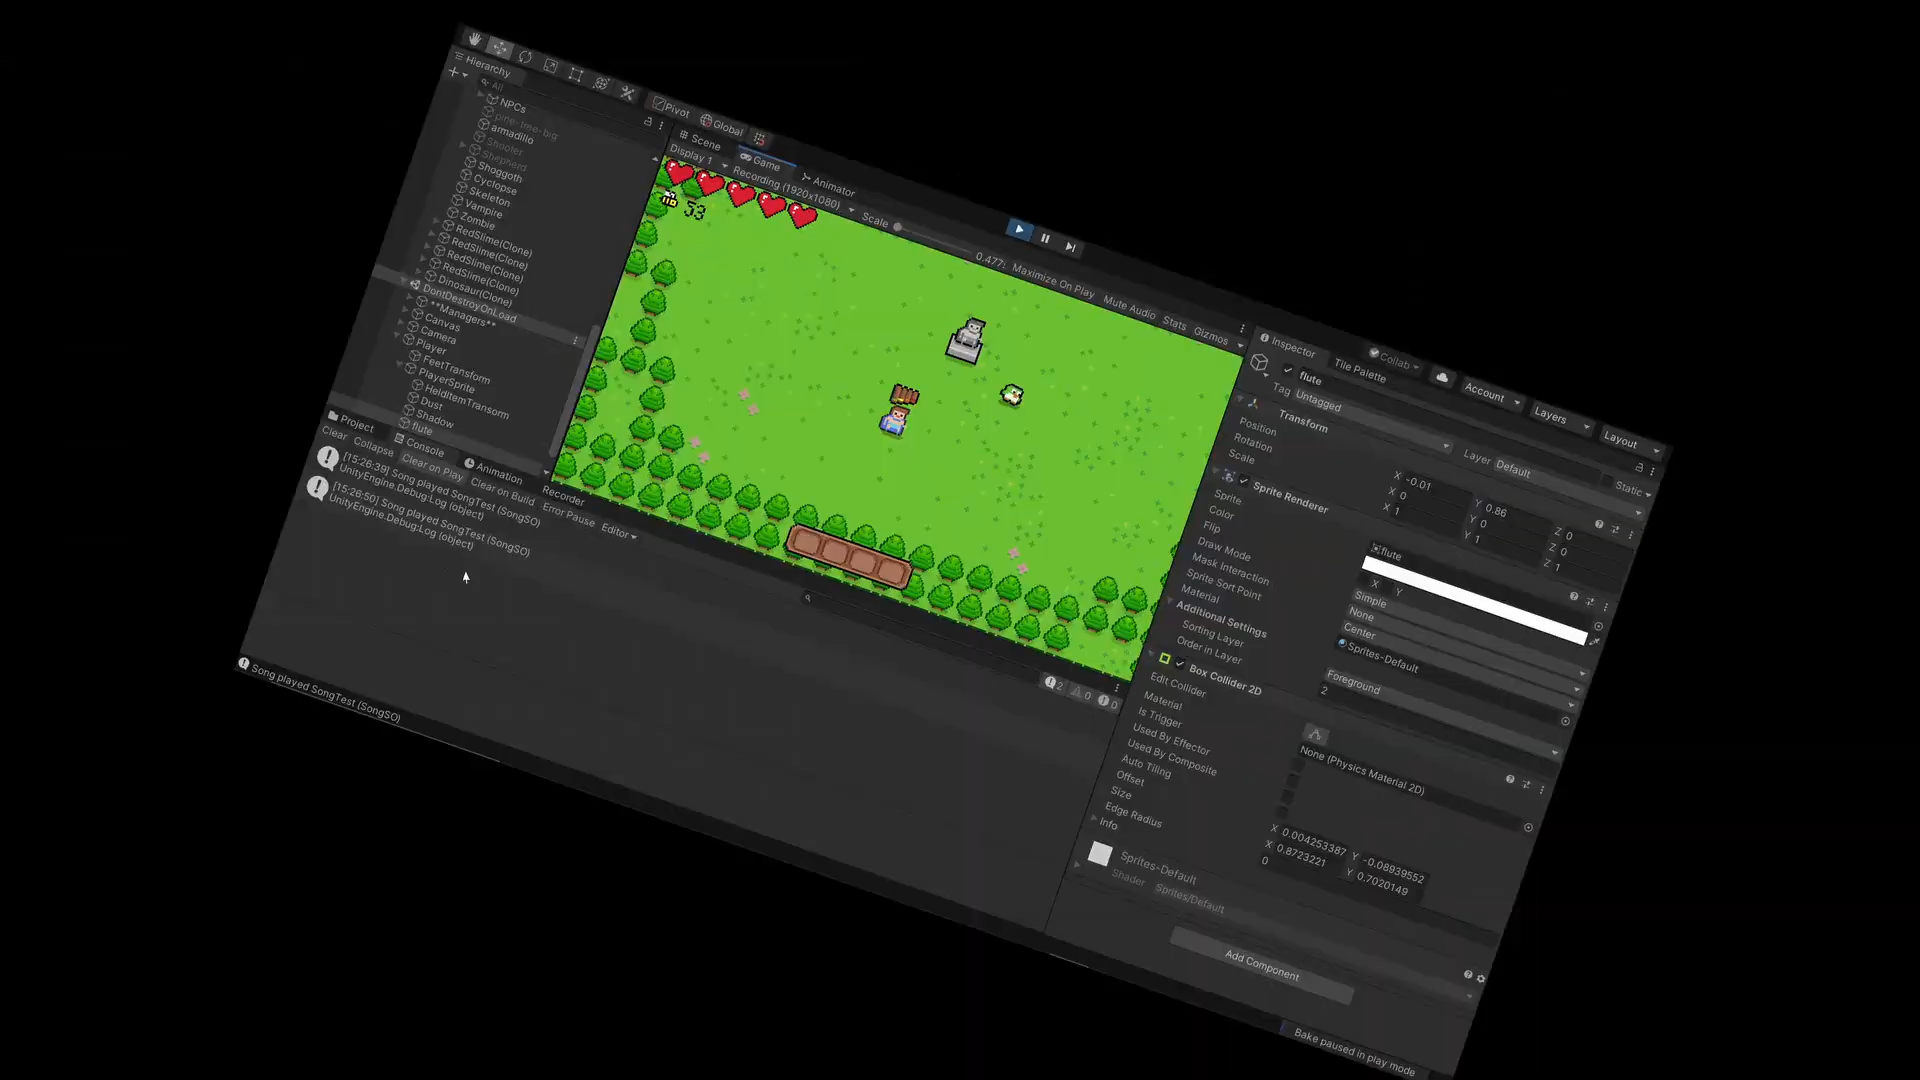 Pivot
Global
Hierarchy
All
NPCs
pine-tree-big
armadillo
Shooter
Shepherd
Shoggoth
Cyclopse
Skeleton
Vampire
Zombie
RedSlime(Clone)
RedSlime(Clone)
RedSlime(Clone)
RedSlime(Clone)
Dinosaur(Clone)
DontDestroyOnLoad
**Managers**
Canvas
Camera
Player
FeetTransform
PlayerSprite
HeldItemTransorm
Dust
Shadow
flute
Scene
Game
Animator
Display 1
Recording (1920x1080)
Scale
0.477
Maximize On Play
Mute Audio
Stats
Gizmos
53
Project
Console
Animation
Recorder
Clear
Collapse
Clear on Play
Clear on Build
Error Pause
Editor
[15:26:39] Song played SongTest (SongSO)
UnityEngine.Debug:Log (object)
[15:26:50] Song played SongTest (SongSO)
UnityEngine.Debug:Log (object)
2
0
0
Song played SongTest (SongSO)
Collab
Account
Layers
Layout
Inspector
Tile Palette
flute
Static
Tag Untagged
Layer Default
Transform
Position X -0.01 Y 0.86 Z 0
Rotation X 0 Y 0 Z 0
Scale X 1 Y 1 Z 1
Sprite Renderer
Sprite flute
Color
Flip X Y
Draw Mode Simple
Mask Interaction None
Sprite Sort Point Center
Material Sprites-Default
Additional Settings
Sorting Layer Foreground
Order in Layer 2
Box Collider 2D
Edit Collider
Material None (Physics Material 2D)
Is Trigger
Used By Effector
Used By Composite
Auto Tiling
Offset X 0.004253387 Y -0.08939552
Size X 0.8723221 Y 0.7020149
Edge Radius 0
Info
Sprites-Default
Shader Sprites/Default
Add Component
Bake paused in play mode